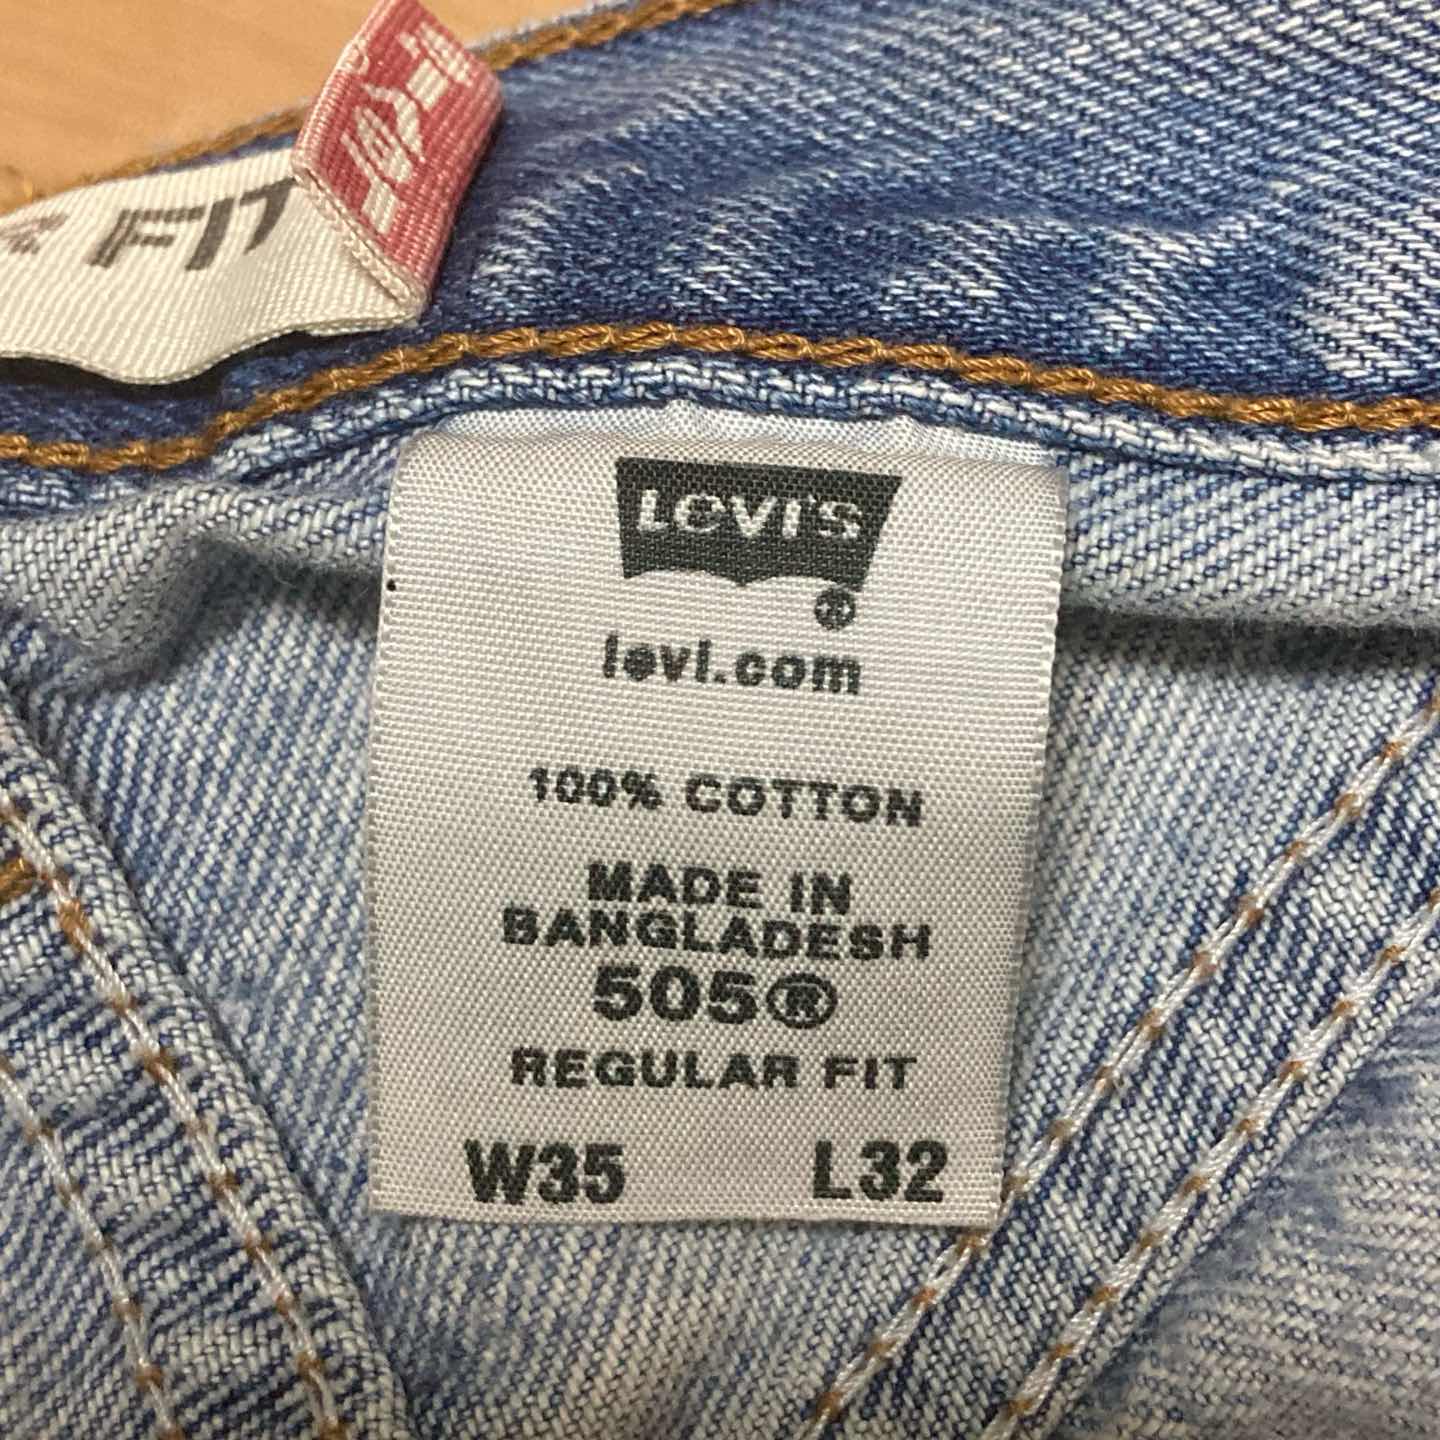 FIT
LEVI'S
®
levi.com
100% COTTON
MADE IN
BANGLADESH
505®
REGULAR FIT
W35 L32